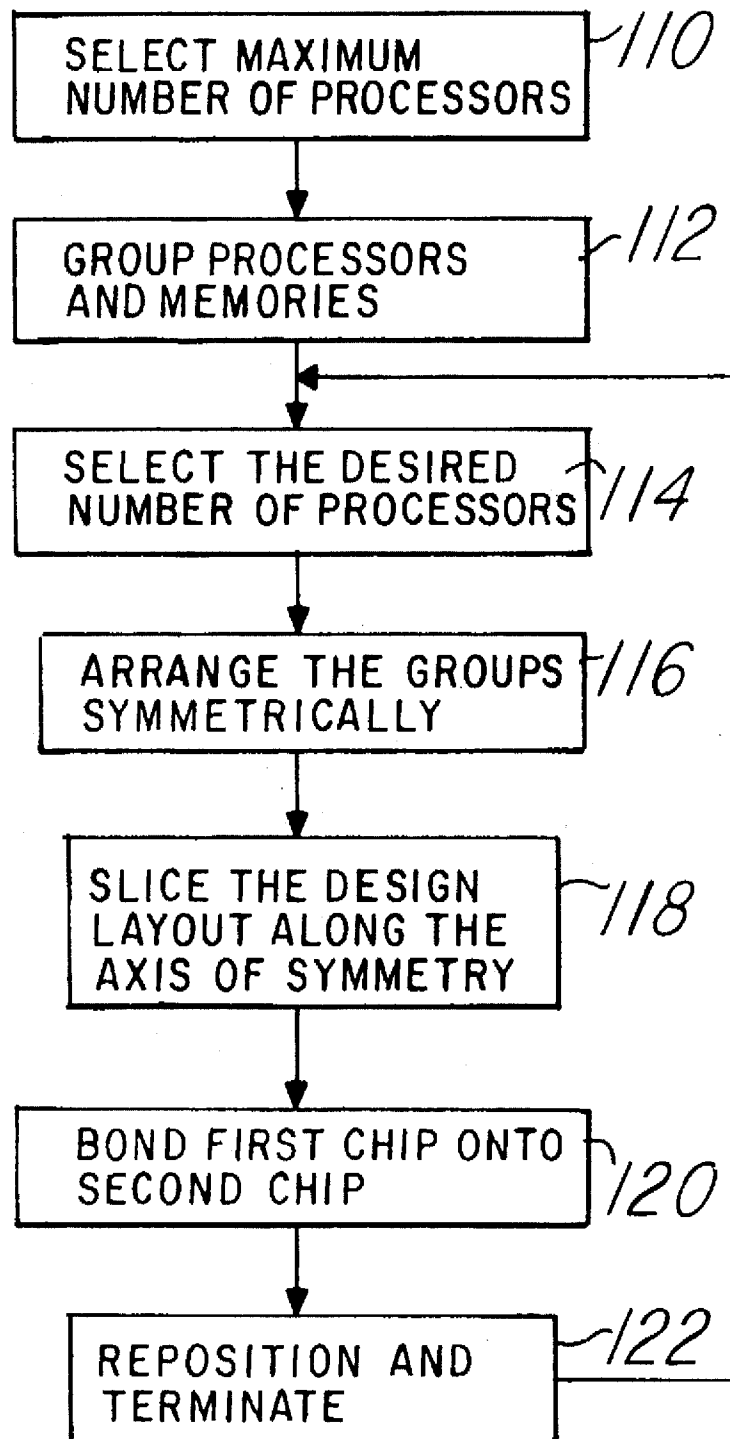 SELECT MAXIMUM
NUMBER OF PROCESSORS
110
GROUP PROCESSORS
AND MEMORIES
112
SELECT THE DESIRED
NUMBER OF PROCESSORS
114
ARRANGE THE GROUPS
SYMMETRICALLY
116
SLICE THE DESIGN
LAYOUT ALONG THE
AXIS OF SYMMETRY
118
BOND FIRST CHIP ONTO
SECOND CHIP
120
REPOSITION AND
TERMINATE
122